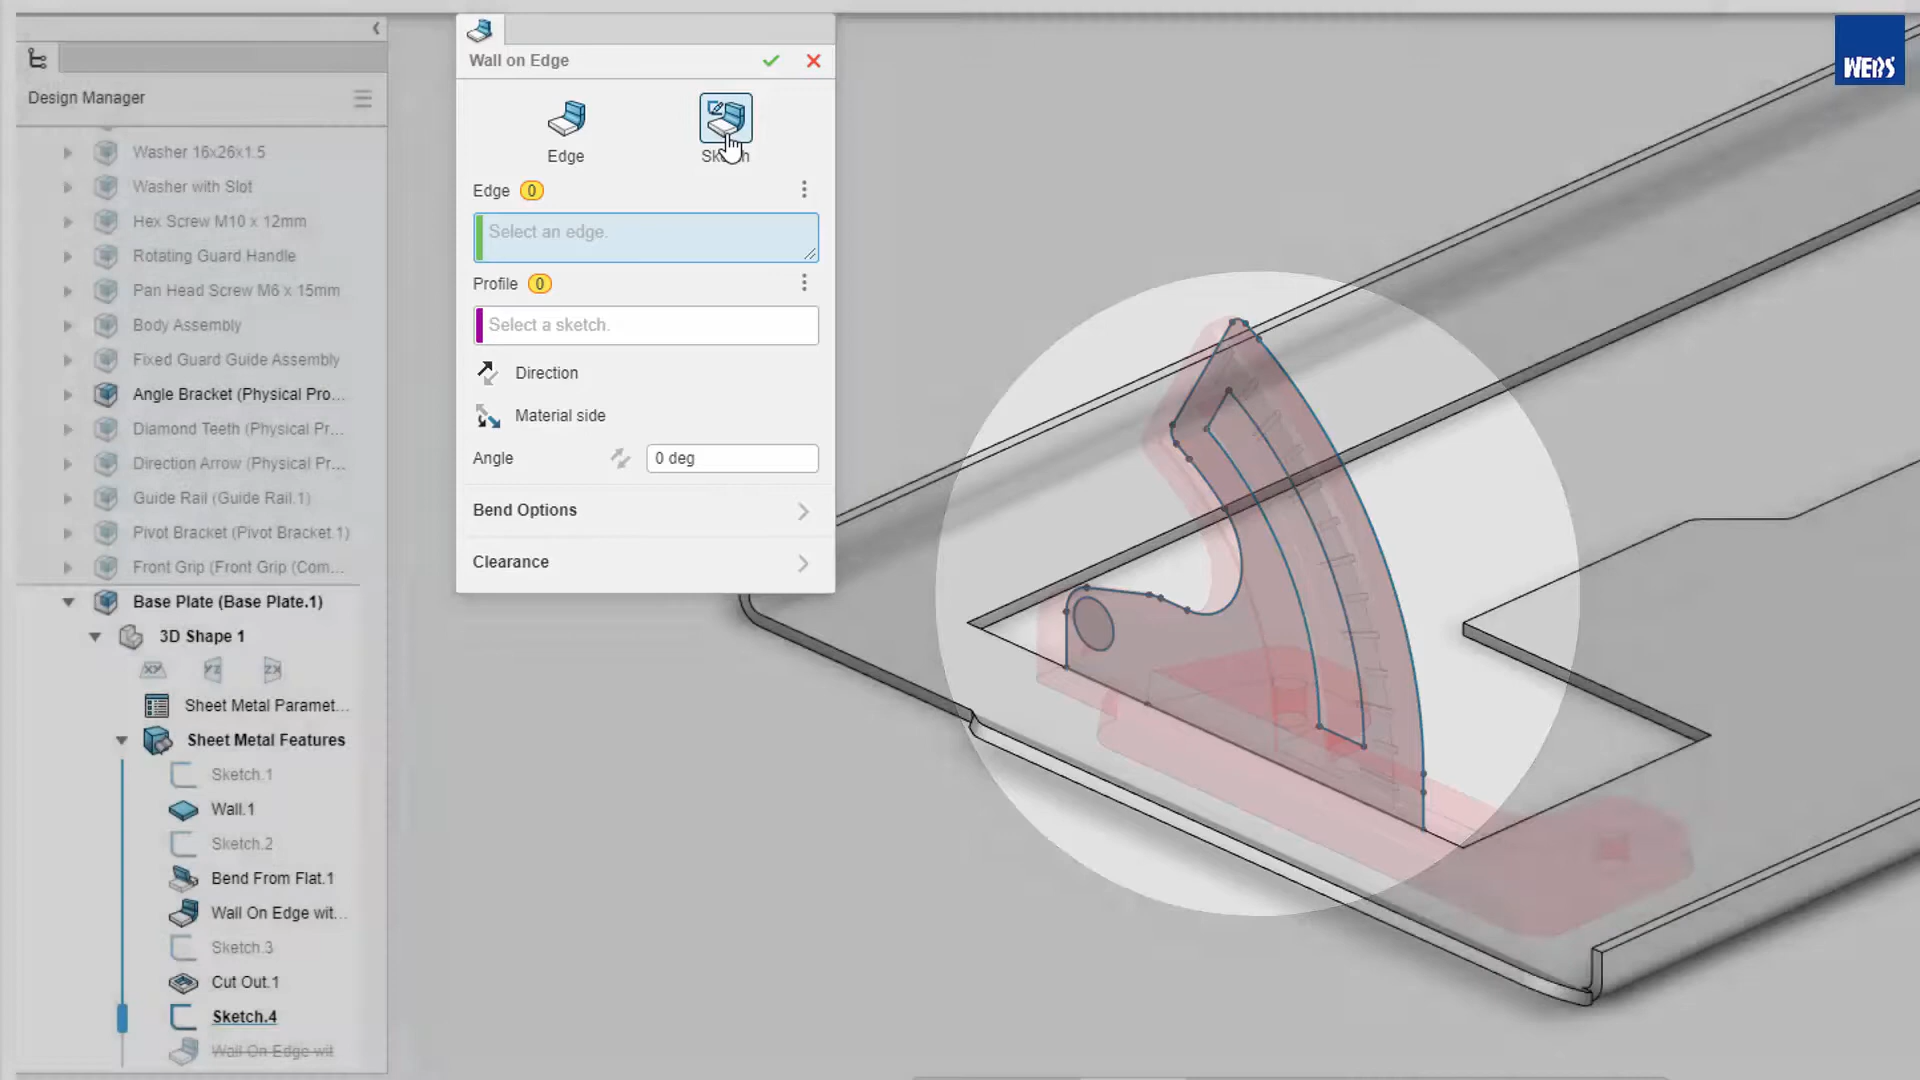 Design Manager
Washer 16x26x1.5
Washer with Slot
Hex Screw M10 x 12mm
Rotating Guard Handle
Pan Head Screw M6 x 15mm
Body Assembly
Fixed Guard Guide Assembly
Angle Bracket (Physical Pro...
Diamond Teeth (Physical Pr...
Direction Arrow (Physical Pr...
Guide Rail (Guide Rail.1)
Pivot Bracket (Pivot Bracket.1)
Front Grip (Front Grip (Com...
Base Plate (Base Plate.1)
3D Shape 1
XY YZ ZX
Sheet Metal Paramet...
Sheet Metal Features
Sketch.1
Wall.1
Sketch.2
Bend From Flat.1
Wall On Edge wit...
Sketch.3
Cut Out.1
Sketch.4
Wall On Edge wit
Wall on Edge
Edge
Sketch
Edge 0
Select an edge.
Profile 0
Select a sketch.
Direction
Material side
Angle 0 deg
Bend Options
Clearance
WEBS